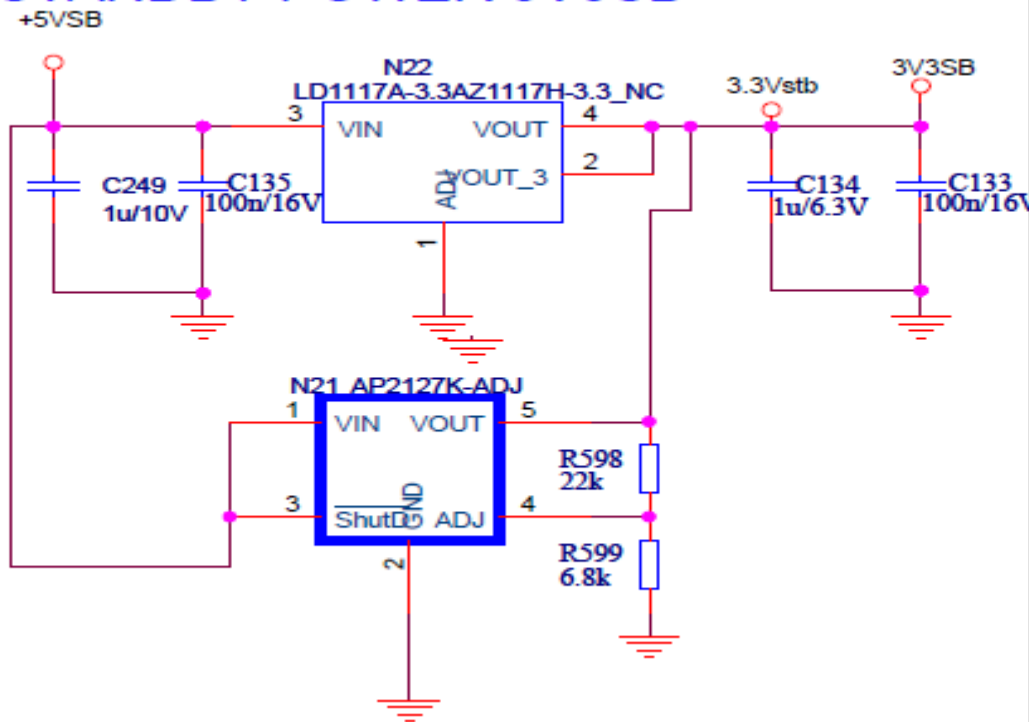 +5VSB
N22
LD1117A-3.3AZ1117H-3.3_NC
3.3Vstb
3V3SB
3
VIN
VOUT
4
ADJ
VOUT_3
2
1
C249
1u/10V
C135
100n/16V
C134
1u/6.3V
C133
100n/16V
N21 AP2127K-ADJ
1
VIN
VOUT
5
3
ShutD
GND
ADJ
4
2
R598
22k
R599
6.8k